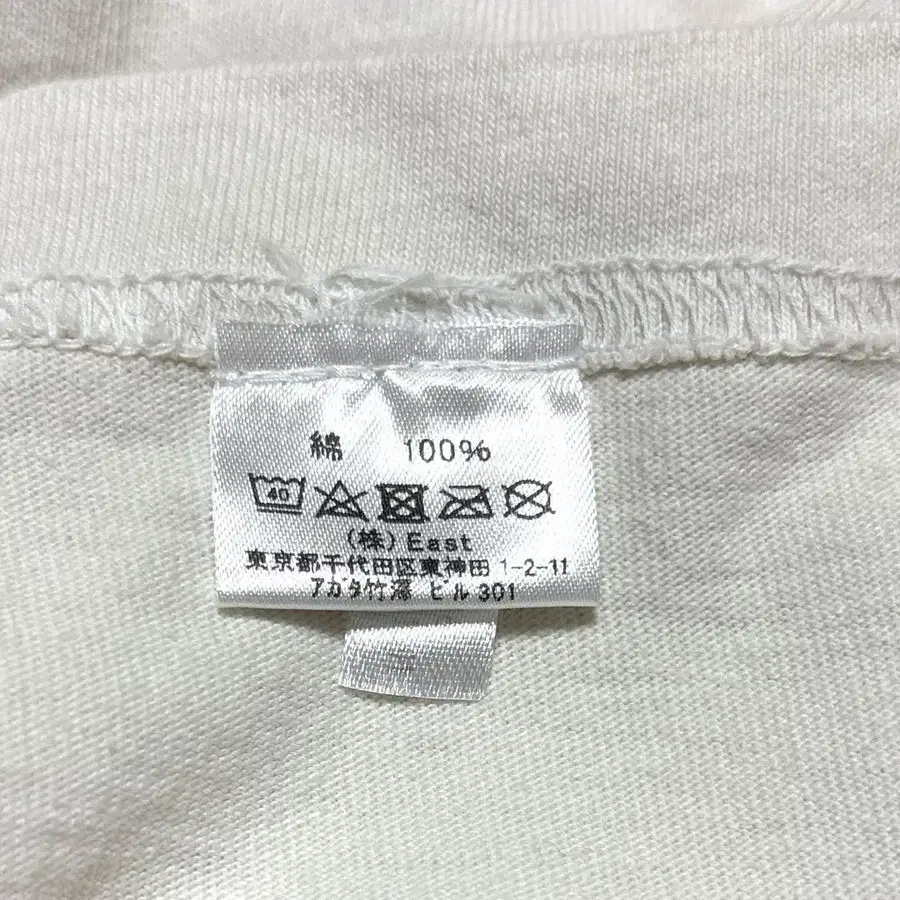 綿 100%
40
(株) East
東京都千代田区東神田 1-2-11
アガタ竹澤 ビル 301